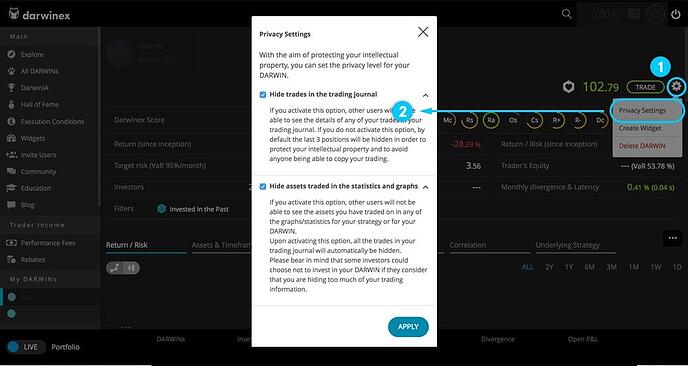 darwinex
0.00 €
Main
Explore
All DARWINs
DarwinIA
Hall of Fame
Execution Conditions
Widgets
Invite Users
Community
Education
Blog
Trader Income
Performance Fees
Rebates
My DARWINs
LIVE
Portfolio
Darwinex Score
Return (since inception)
Target risk (VaR 95%/month)
Investors
Filters
Invested in the Past
Return / Risk
Assets & Timeframe
DARWINs
Privacy Settings
With the aim of protecting your intellectual
property, you can set the privacy level for your
DARWIN.
Hide trades in the trading journal
If you activate this option, other users will
able to see the details of any of your trades in your
trading journal. If you do not activate this option, by
default the last 3 positions will be hidden in order to
protect your intellectual property and to avoid
anyone being able to copy your trading.
Hide assets traded in the statistics and graphs
If you activate this option, other users will not be
able to see the assets you have traded on in any of
the graphs/statistics for your strategy or for your
DARWIN.
Upon activating this option, all the trades in your
trading journal will automatically be hidden.
Please bear in mind that some investors could
choose not to invest in your DARWIN if they consider
that you are hiding too much of your trading
information.
APPLY
1
2
102.79
TRADE
Privacy Settings
Create Widget
Delete DARWIN
Mc Rs Ra Os Cs R+ R- Dc
-28.29 %
Return / Risk (since inception)
3.56
Trader's Equity
--- (VaR 53.78 %)
---
Monthly divergence & Latency
0.41 % (0.04 s)
Correlation
Underlying Strategy
ALL 2Y 1Y 6M 3M 1M 1W 1D
Divergence
Open P&L